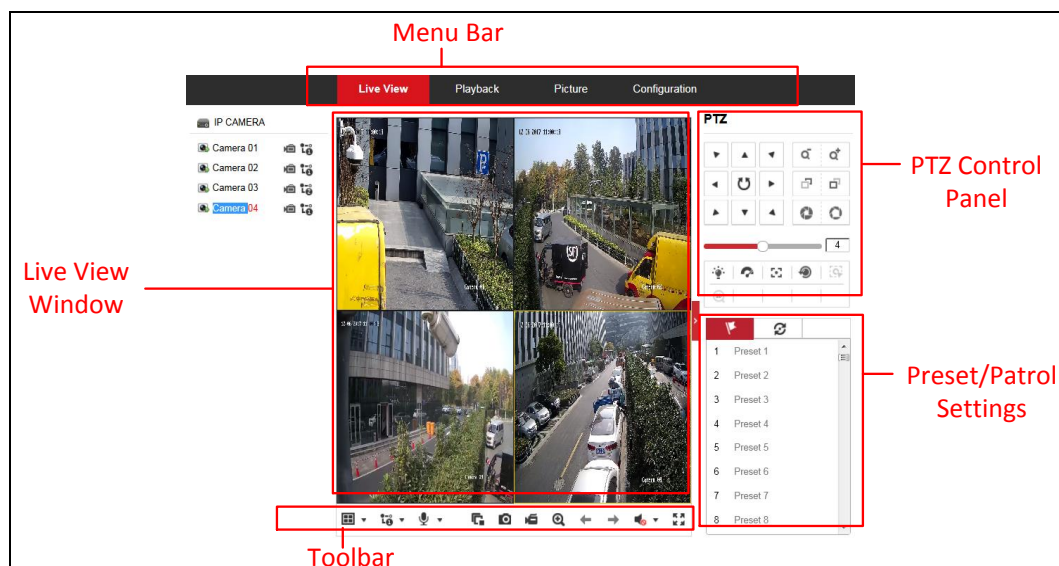 Menu Bar
Live View
Playback
Picture
Configuration
IP CAMERA
Camera 01
Camera 02
Camera 03
Camera 04
PTZ
4
PTZ Control
Panel
Live View
Window
1 Preset 1
2 Preset 2
3 Preset 3
4 Preset 4
5 Preset 5
6 Preset 6
7 Preset 7
8 Preset 8
Preset/Patrol
Settings
Toolbar